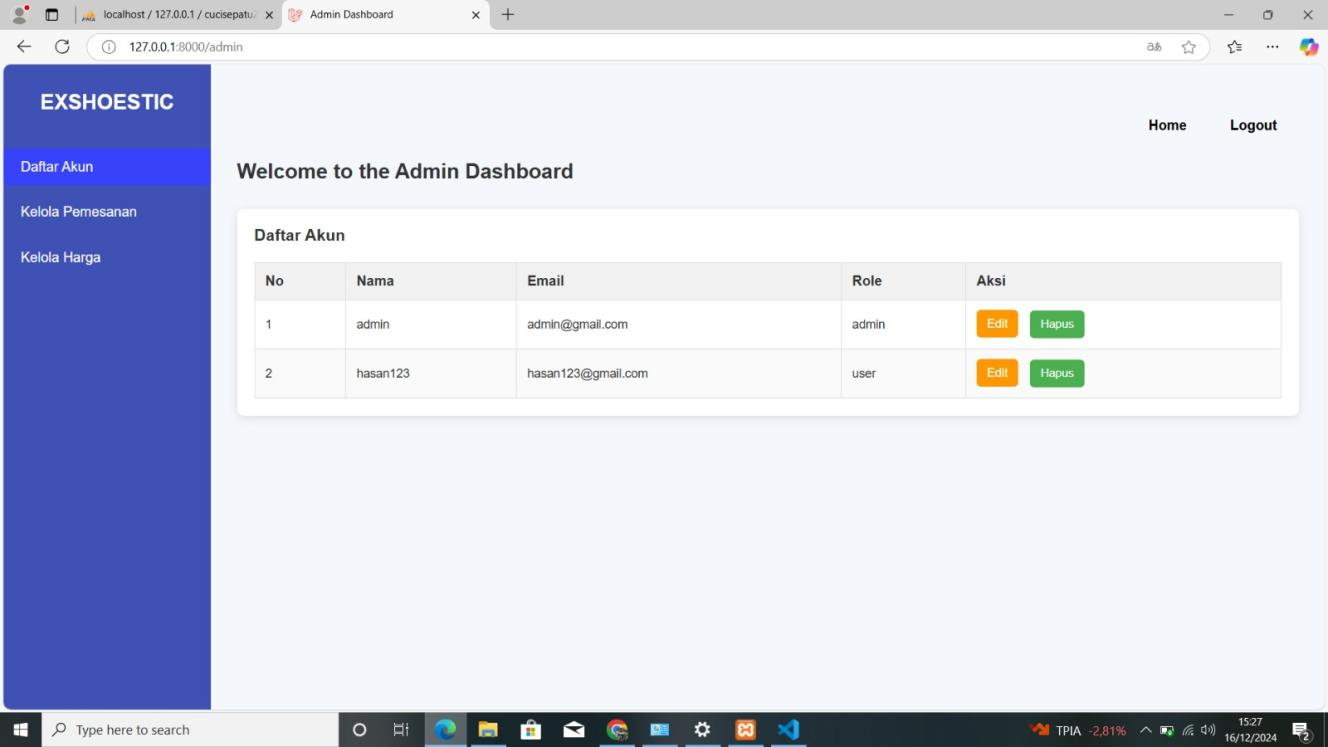 localhost / 127.0.0.1 / cucisepatu2
Admin Dashboard
127.0.0.1:8000/admin
EXSHOESTIC
Home Logout
Daftar Akun
Kelola Pemesanan
Kelola Harga
Welcome to the Admin Dashboard
Daftar Akun
No Nama Email Role Aksi
1 admin admin@gmail.com admin Edit Hapus
2 hasan123 hasan123@gmail.com user Edit Hapus
Type here to search
TPIA -2,81%
15:27
16/12/2024
2